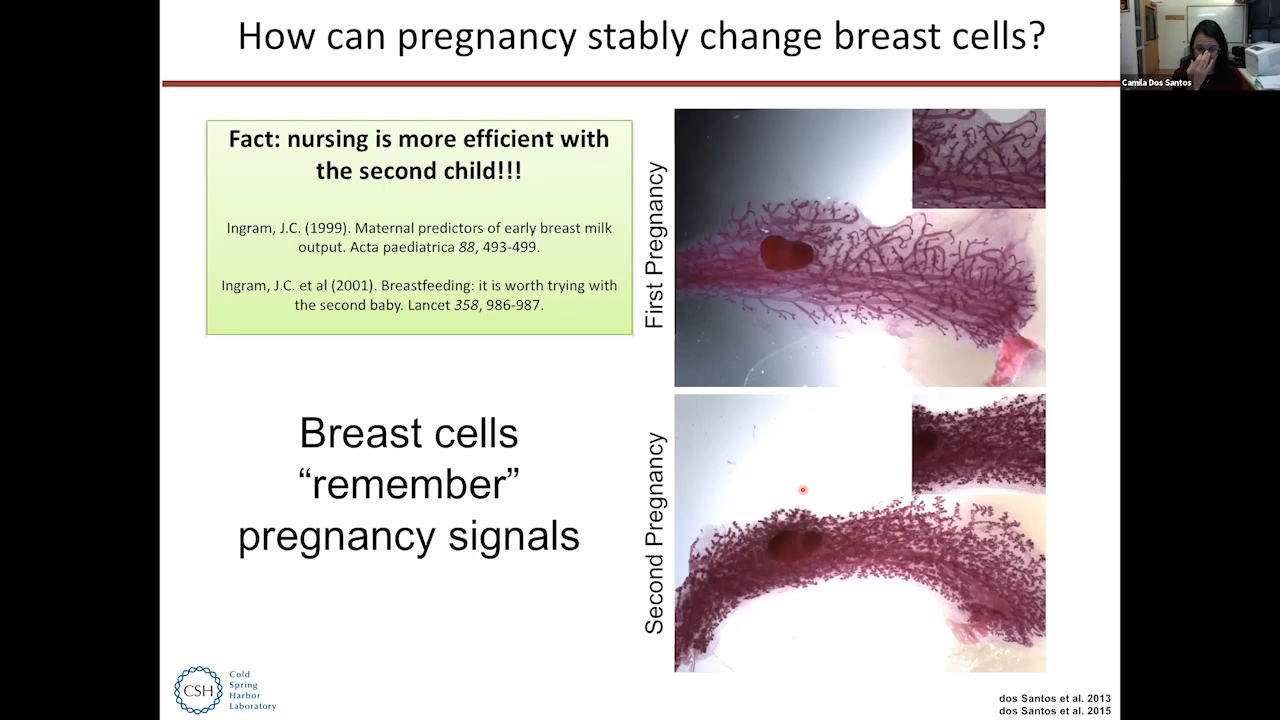 How can pregnancy stably change breast cells?
Camila Dos Santos
Fact: nursing is more efficient with
the second child!!!
Ingram, J.C. (1999). Maternal predictors of early breast milk
output. Acta paediatrica 88, 493-499.
Ingram, J.C. et al (2001). Breastfeeding: it is worth trying with
the second baby. Lancet 358, 986-987.
First Pregnancy
Breast cells
“remember”
pregnancy signals
Second Pregnancy
CSH
Cold
Spring
Harbor
Laboratory
dos Santos et al. 2013
dos Santos et al. 2015